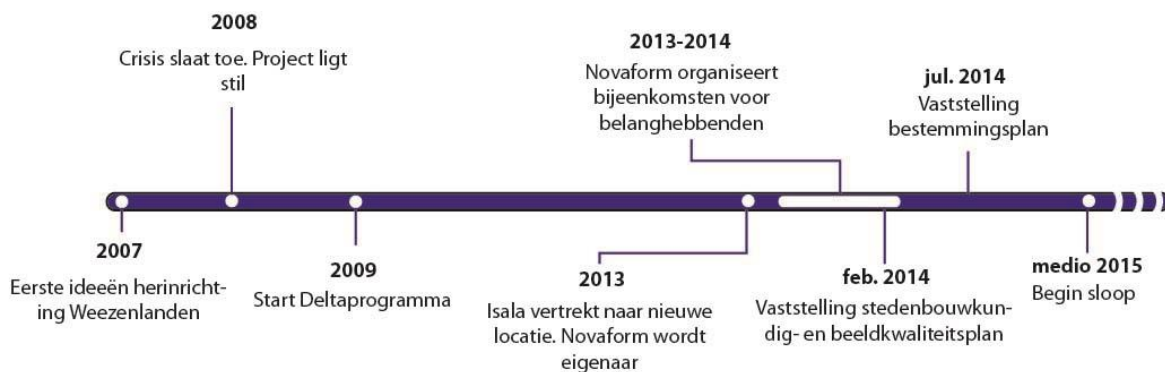 2008
Crisis slaat toe. Project ligt
stil
2013-2014
Novaform organiseert
bijeenkomsten voor
belanghebbenden
jul. 2014
Vaststelling
bestemmingsplan
2007
Eerste ideeën herinricht-
ing Weezenlanden
2009
Start Deltaprogramma
2013
Isala vertrekt naar nieuwe
locatie. Novaform wordt
eigenaar
feb. 2014
Vaststelling stedenbouwkun-
dig- en beeldkwaliteitsplan
medio 2015
Begin sloop